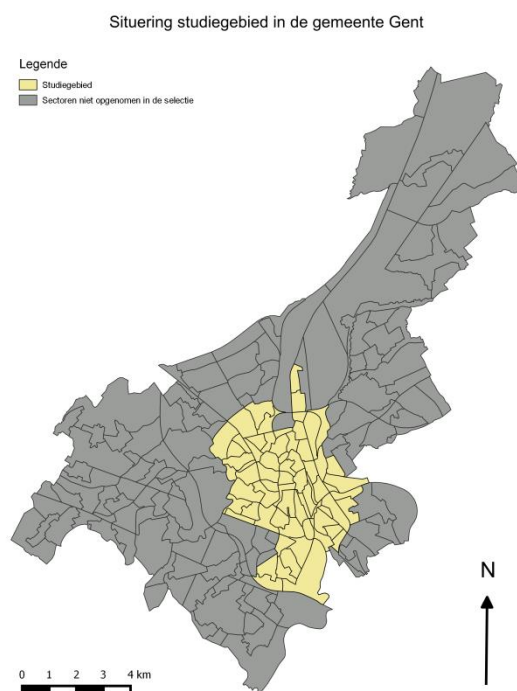 Situering studiegebied in de gemeente Gent
Legende
Studiegebied
Sectoren niet opgenomen in de selectie
N
0 1 2 3 4 km